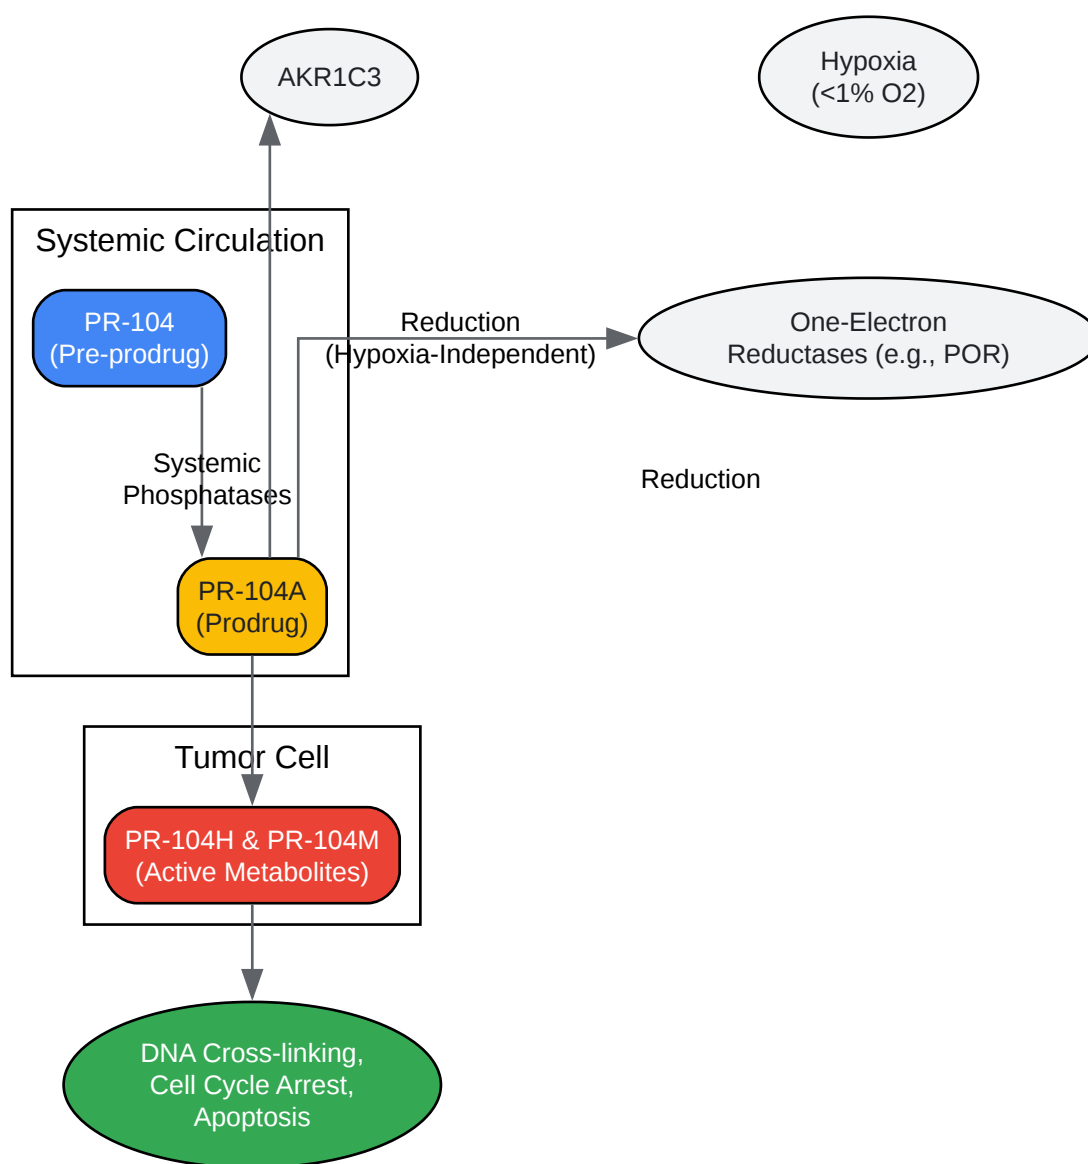 AKR1C3
Hypoxia
(<1% O2)
Systemic Circulation
PR-104
(Pre-prodrug)
Reduction
(Hypoxia-Independent)
One-Electron
Reductases (e.g., POR)
Systemic
Phosphatases
Reduction
PR-104A
(Prodrug)
Tumor Cell
PR-104H & PR-104M
(Active Metabolites)
DNA Cross-linking,
Cell Cycle Arrest,
Apoptosis